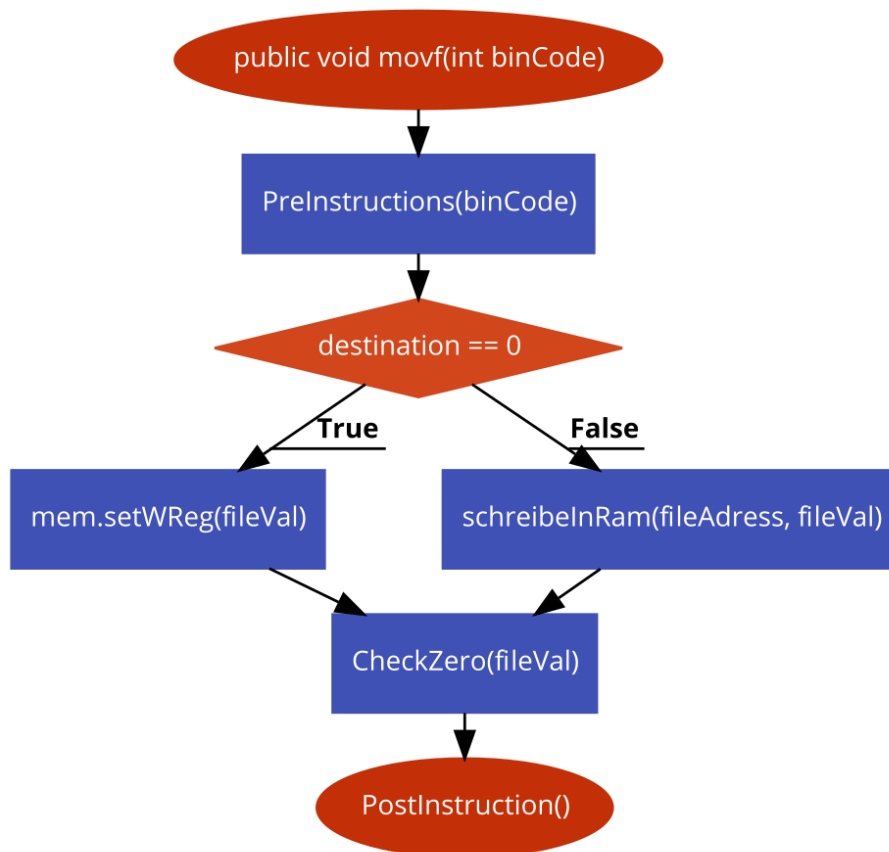 public void movf(int binCode)
PreInstructions(binCode)
destination == 0
True
False
mem.setWReg(fileVal)
schreibeInRam(fileAdress, fileVal)
CheckZero(fileVal)
PostInstruction()